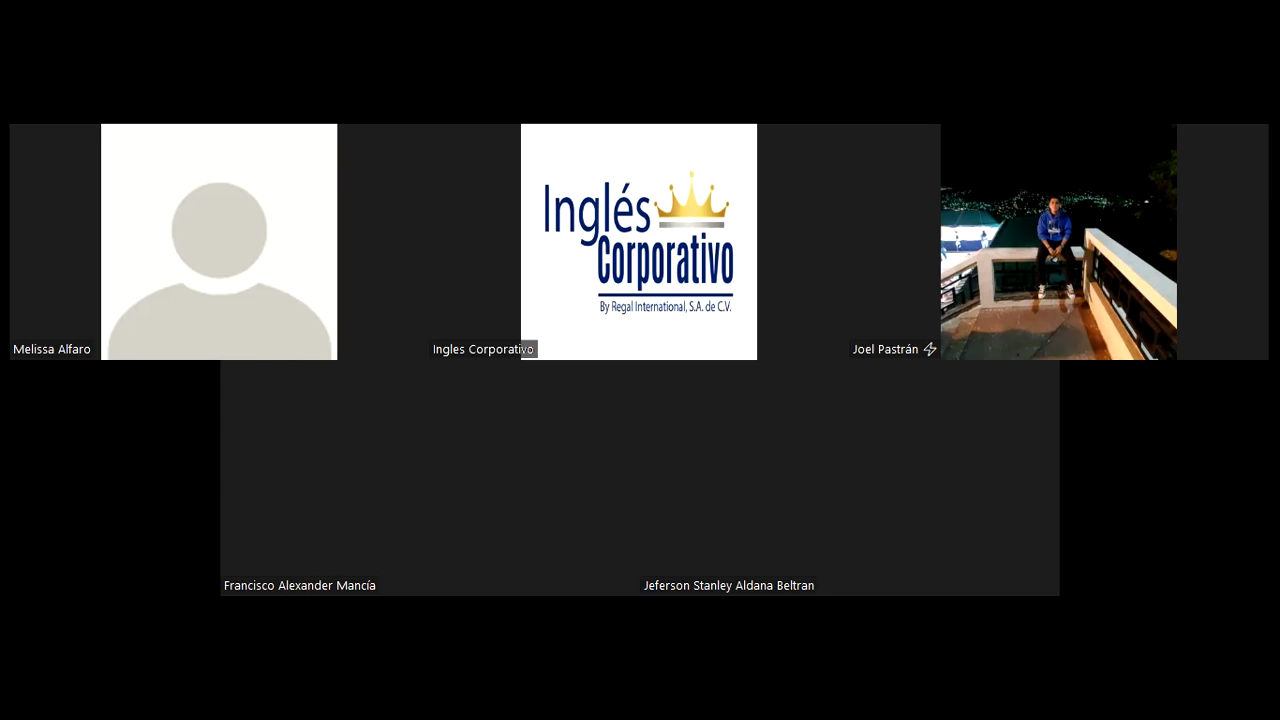 Inglés
Corporativo
By Regal International, S.A. de C.V.
Melissa Alfaro
Ingles Corporativo
Joel Pastrán
Francisco Alexander Mancía
Jeferson Stanley Aldana Beltran